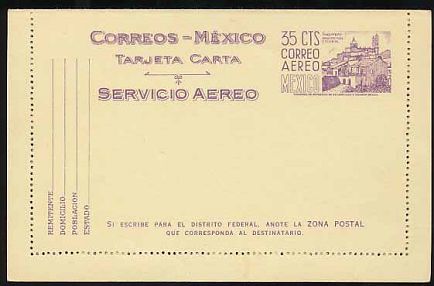 CORREOS-MÉXICO
TARJETA CARTA
SERVICIO AEREO
35 CTS
CORREO
AEREO
MEXICO
REMITENTE
DOMICILIO
POBLACION
ESTADO
SI ESCRIBE PARA EL DISTRITO FEDERAL, ANOTE LA ZONA POSTAL
QUE CORRESPONDA AL DESTINATARIO.